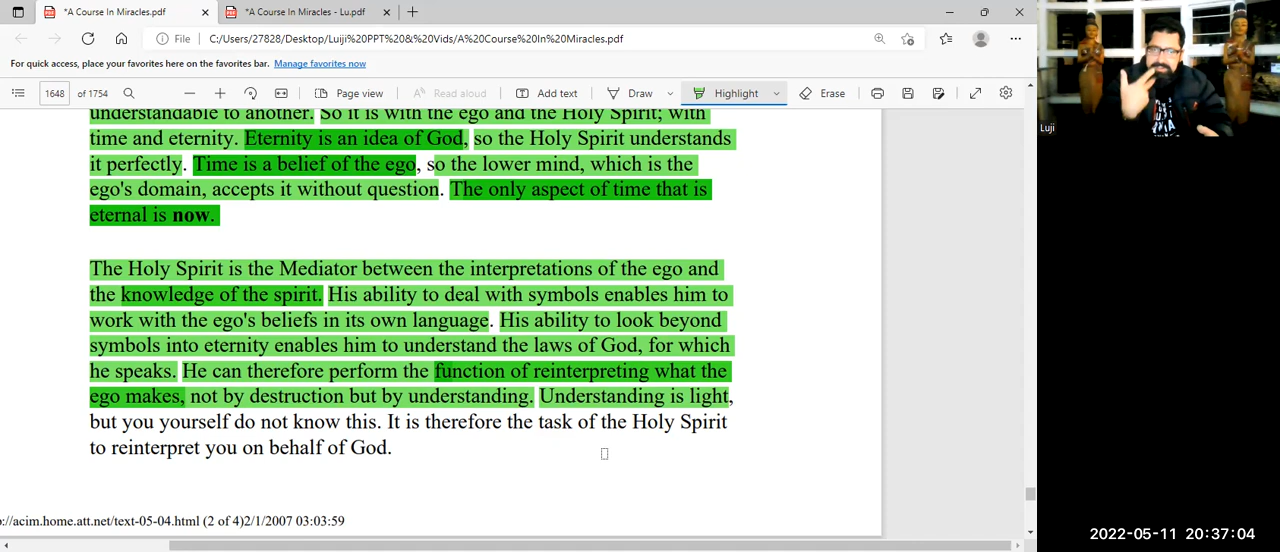 *A Course In Miracles.pdf
*A Course In Miracles - Lu.pdf
File
C:/Users/27828/Desktop/Luiji%20PPT%20&%20Vids/A%20Course%20In%20Miracles.pdf
For quick access, place your favorites here on the favorites bar. Manage favorites now
1648 of 1754
Page view
Read aloud
Add text
Draw
Highlight
Erase
understandable to another. So it is with the ego and the Holy Spirit; with
time and eternity. Eternity is an idea of God, so the Holy Spirit understands
it perfectly. Time is a belief of the ego, so the lower mind, which is the
ego's domain, accepts it without question. The only aspect of time that is
eternal is now.
The Holy Spirit is the Mediator between the interpretations of the ego and
the knowledge of the spirit. His ability to deal with symbols enables him to
work with the ego's beliefs in its own language. His ability to look beyond
symbols into eternity enables him to understand the laws of God, for which
he speaks. He can therefore perform the function of reinterpreting what the
ego makes, not by destruction but by understanding. Understanding is light,
but you yourself do not know this. It is therefore the task of the Holy Spirit
to reinterpret you on behalf of God.
://acim.home.att.net/text-05-04.html (2 of 4)2/1/2007 03:03:59
Luji
2022-05-11 20:37:04